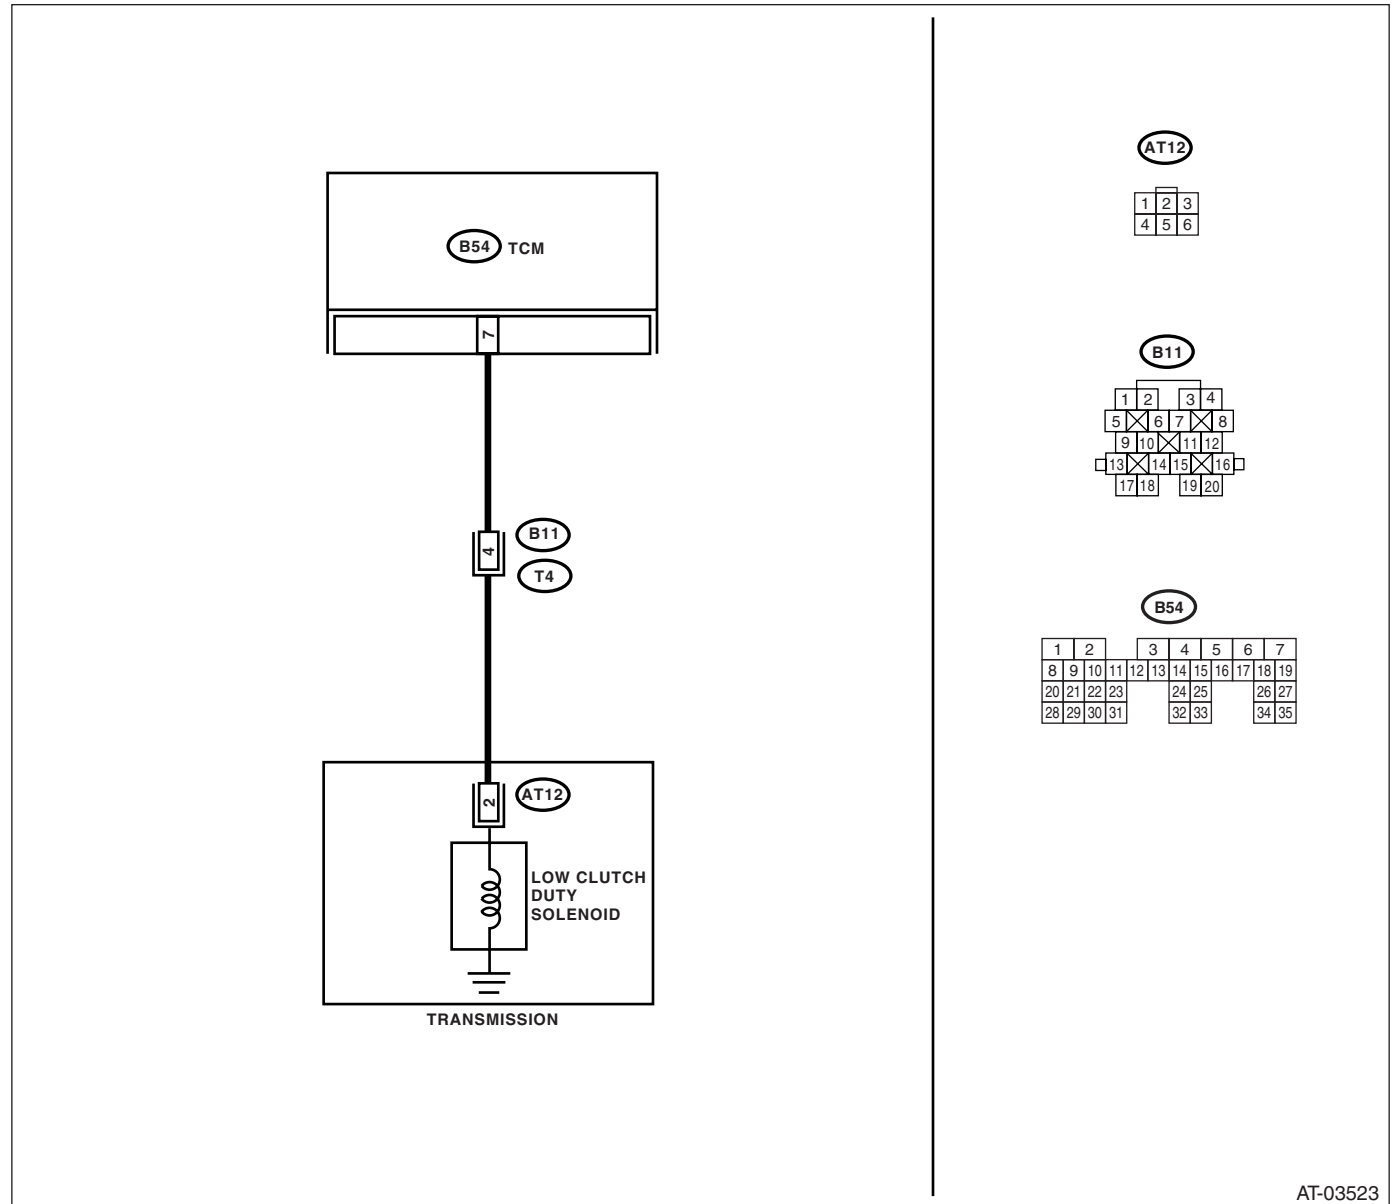 B54 TCM
7
4
B11
T4
2
AT12
LOW CLUTCH
DUTY
SOLENOID
TRANSMISSION
AT12
1 2 3
4 5 6
B11
1 2 3 4
5 6 7 8
9 10 11 12
13 14 15 16
17 18 19 20
B54
1 2 3 4 5 6 7
8 9 10 11 12 13 14 15 16 17 18 19
20 21 22 23 24 25 26 27
28 29 30 31 32 33 34 35
AT-03523